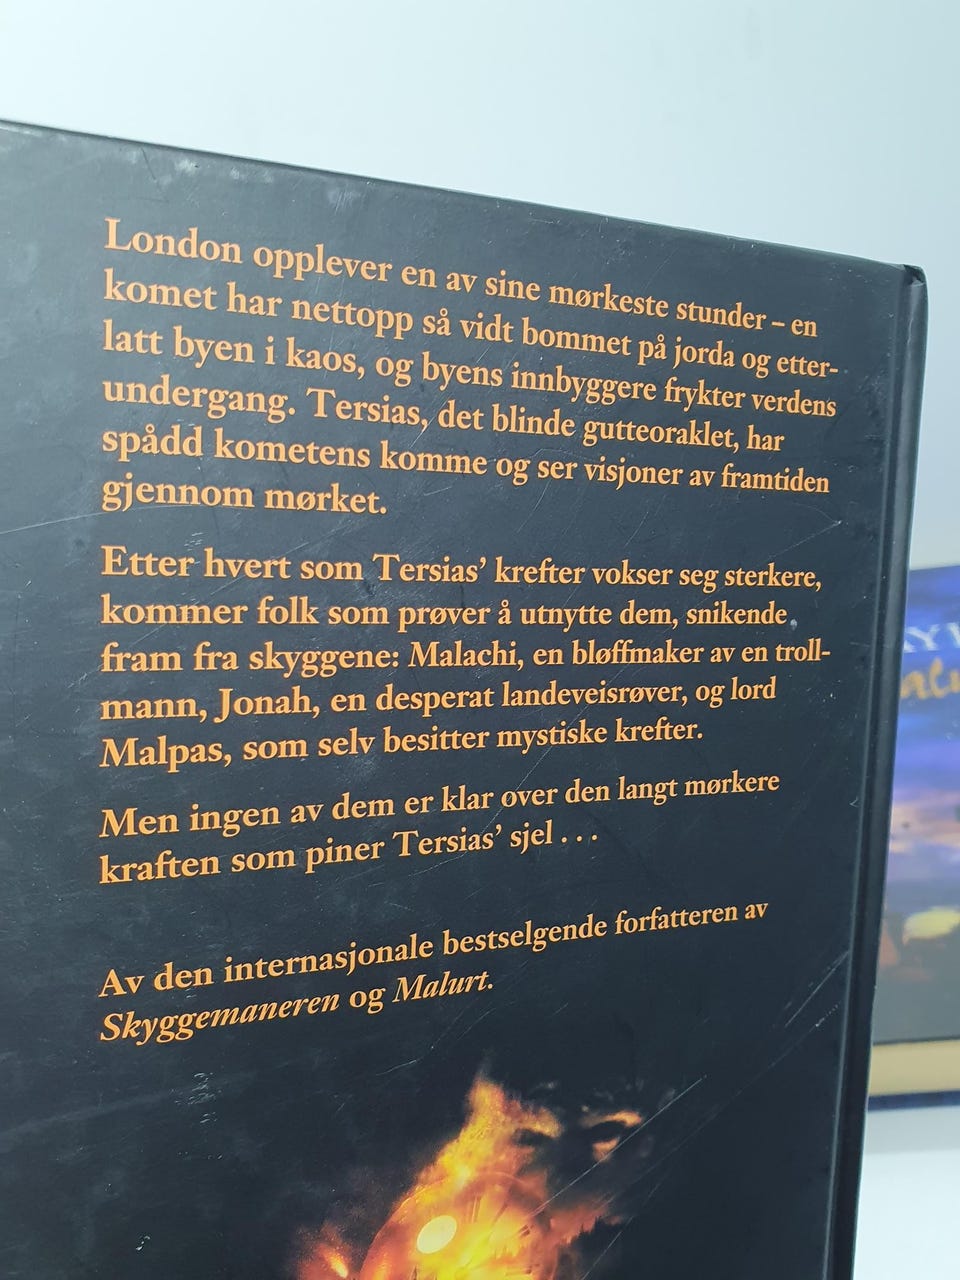 London opplever en av sine mørkeste stunder – en
komet har nettopp så vidt bommet på jorda og etter-
latt byen i kaos, og byens innbyggere frykter verdens
undergang. Tersias, det blinde gutteoraklet, har
spådd kometens komme og ser visjoner av framtiden
gjennom mørket.
Etter hvert som Tersias’ krefter vokser seg sterkere,
kommer folk som prøver å utnytte dem, snikende
fram fra skyggene: Malachi, en bløffmaker av en troll-
mann, Jonah, en desperat landeveisrøver, og lord
Malpas, som selv besitter mystiske krefter.
Men ingen av dem er klar over den langt mørkere
kraften som piner Tersias’ sjel . . .
Av den internasjonale bestselgende forfatteren av
Skyggemaneren og Malurt.